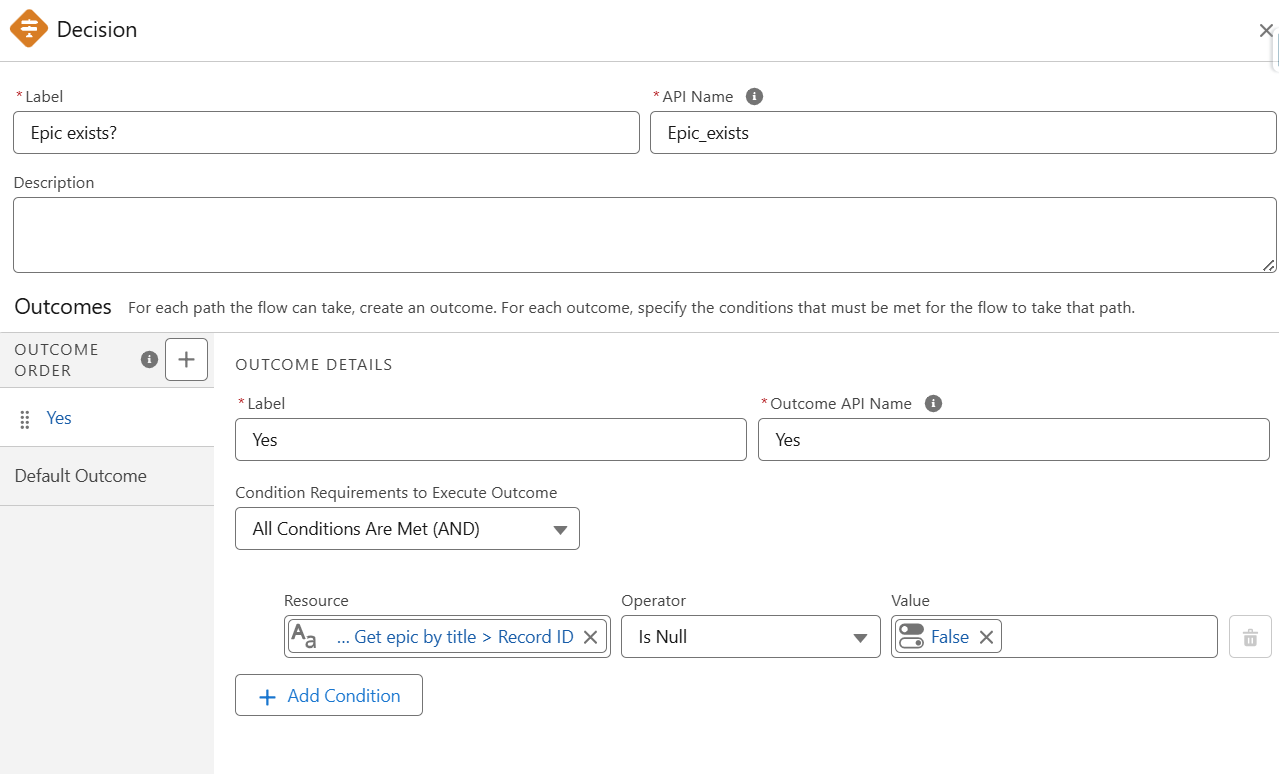 Decision
*Label
*API Name
Epic exists?
Epic_exists
Description
Outcomes For each path the flow can take, create an outcome. For each outcome, specify the conditions that must be met for the flow to take that path.
OUTCOME
ORDER
OUTCOME DETAILS
Yes
*Label
*Outcome API Name
Yes
Yes
Default Outcome
Condition Requirements to Execute Outcome
All Conditions Are Met (AND)
Resource
Operator
Value
Aa ... Get epic by title > Record ID
Is Null
False
+ Add Condition